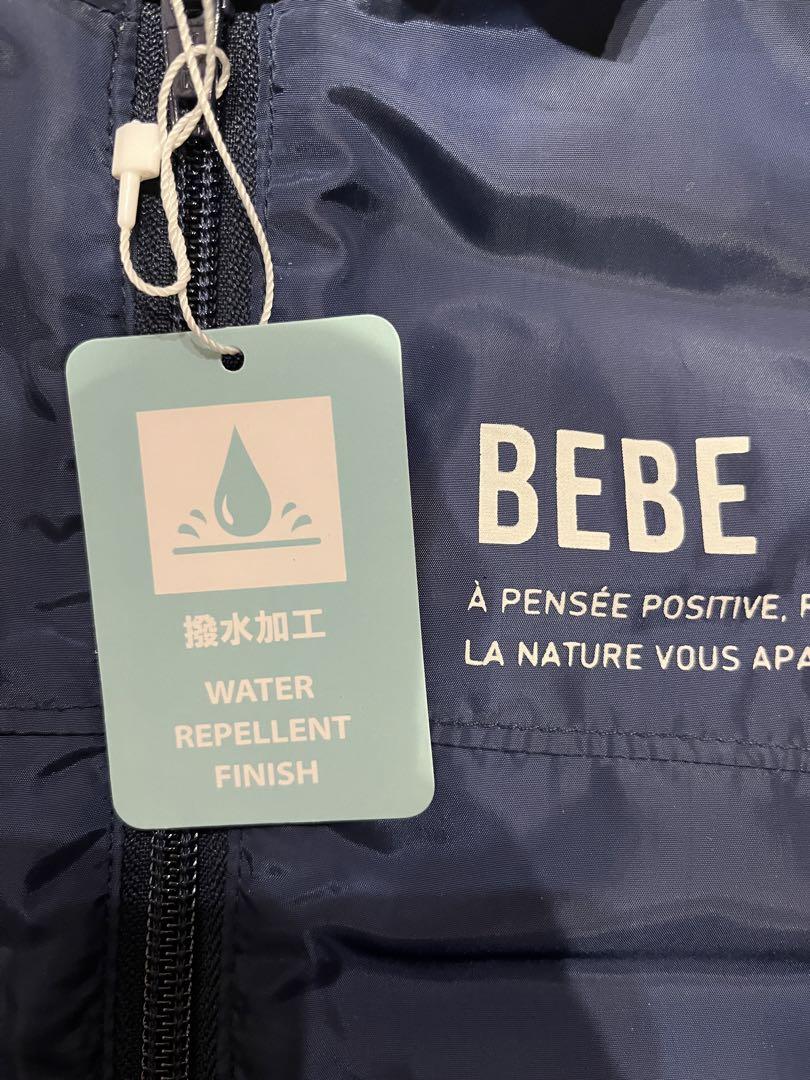 撥水加工
WATER
REPELLENT
FINISH
BEBE
À PENSÉE POSITIVE,
LA NATURE VOUS